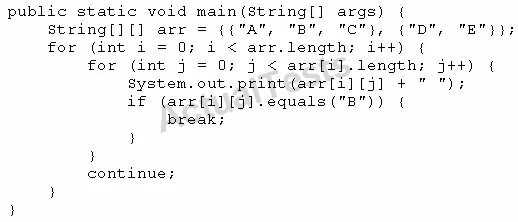 public static void main(String[] args) {
    String[][] arr = {{"A", "B", "C"}, {"D", "E"}};
    for (int i = 0; i < arr.length; i++) {
        for (int j = 0; j < arr[i].length; j++) {
            System.out.print(arr[i][j] + " ");
            if (arr[i][j].equals("B")) {
                break;
            }
        }
        continue;
    }
}
ActualTests